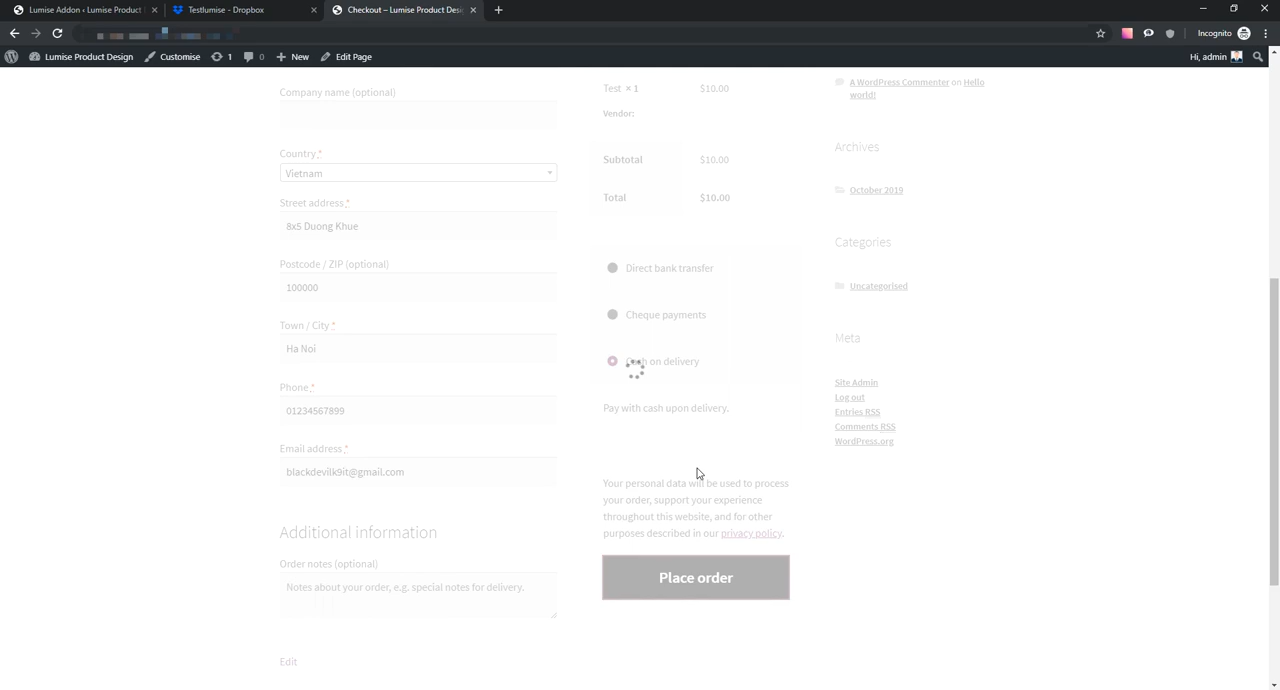 Lumise Addon ‹ Lumise Product D
Testlumise - Dropbox
Checkout – Lumise Product Desi
Incognito
Lumise Product Design
Customise
1
0
New
Edit Page
Hi, admin
Company name (optional)
Country *
Vietnam
Street address *
8x5 Duong Khue
Postcode / ZIP (optional)
100000
Town / City *
Ha Noi
Phone *
01234567899
Email address *
blackdevilk9it@gmail.com
Additional information
Order notes (optional)
Notes about your order, e.g. special notes for delivery.
Edit
Test × 1 $10.00
Vendor:
Subtotal $10.00
Total $10.00
Direct bank transfer
Cheque payments
Cash on delivery
Pay with cash upon delivery.
Your personal data will be used to process
your order, support your experience
throughout this website, and for other
purposes described in our privacy policy.
Place order
A WordPress Commenter on Hello
world!
Archives
October 2019
Categories
Uncategorised
Meta
Site Admin
Log out
Entries RSS
Comments RSS
WordPress.org